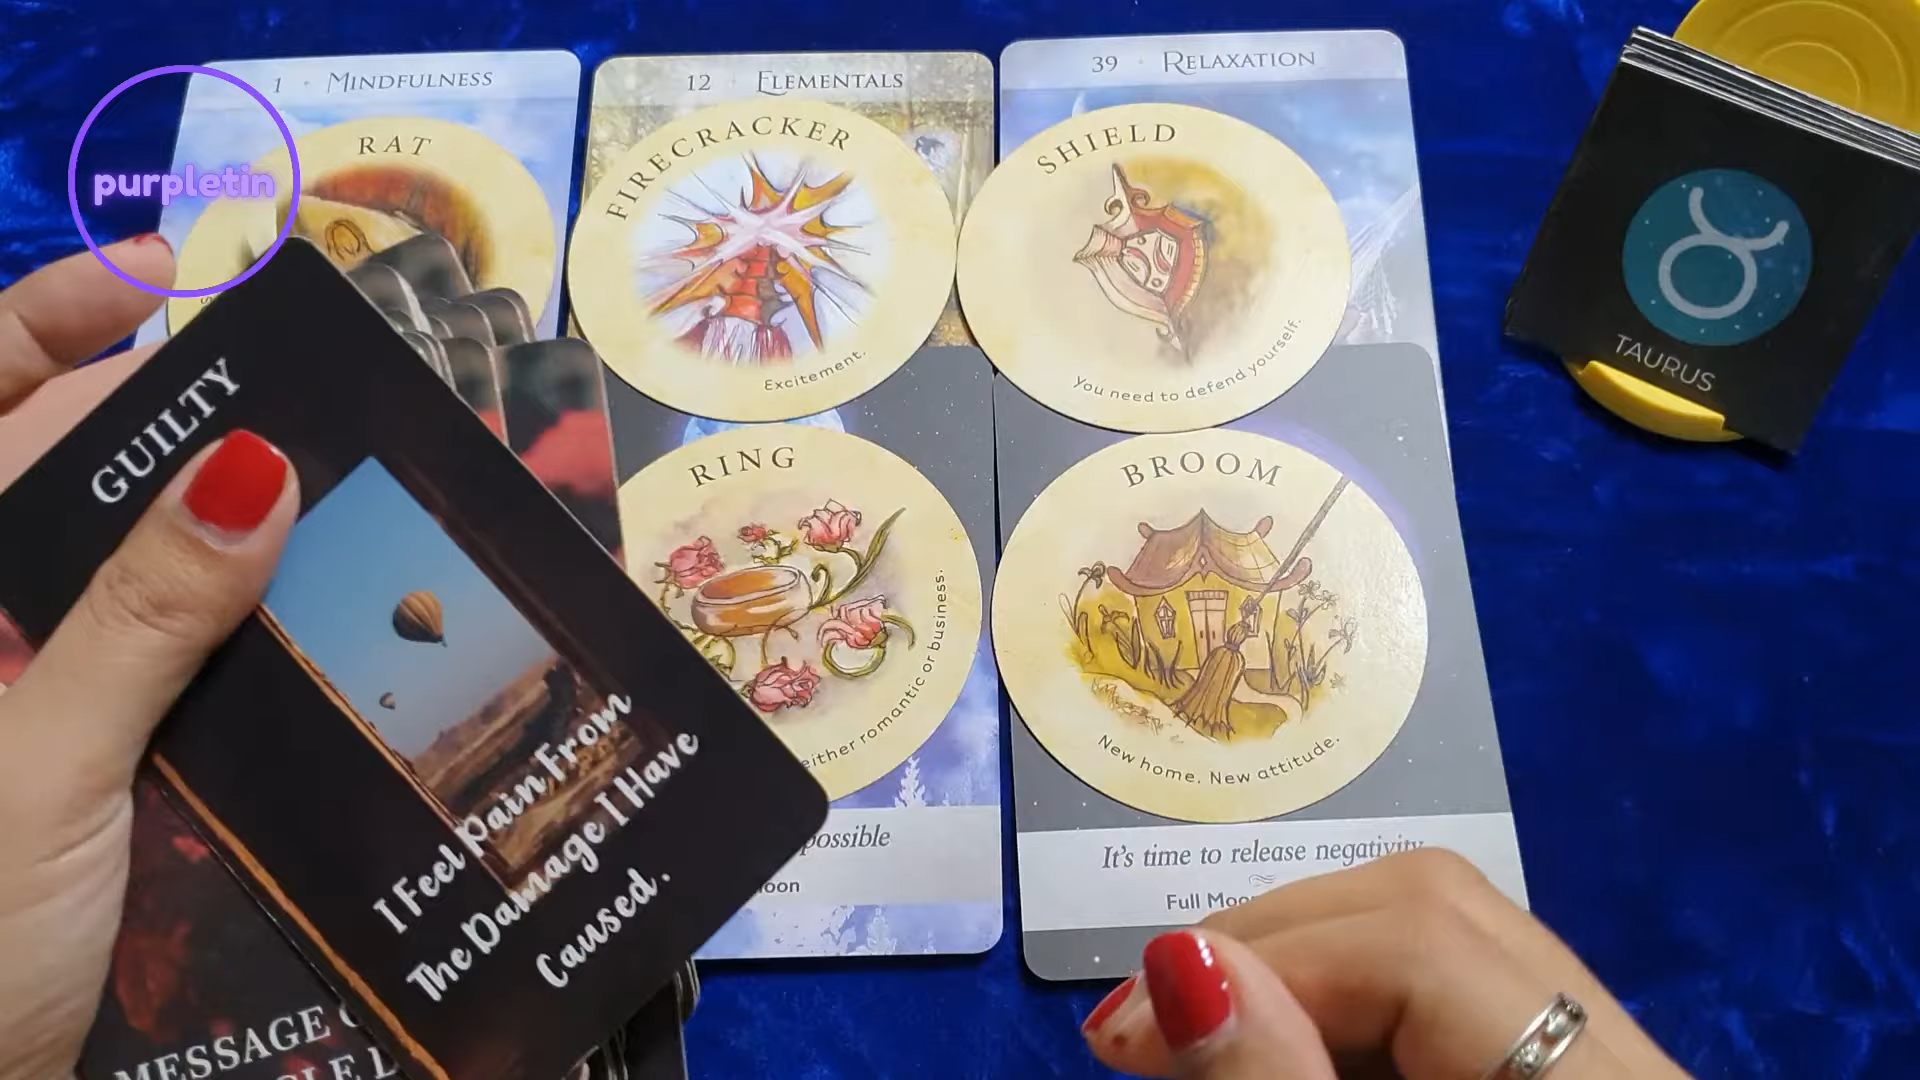 1 · MINDFULNESS
RAT
purpletin
12 · ELEMENTALS
FIRECRACKER
Excitement.
39 · RELAXATION
SHIELD
You need to defend yourself.
TAURUS
GUILTY
I Feel Pain From
The Damage I Have
Caused.
RING
either romantic or business.
possible
BROOM
New home. New attitude.
It's time to release negativity
Full Moon
MESSAGE